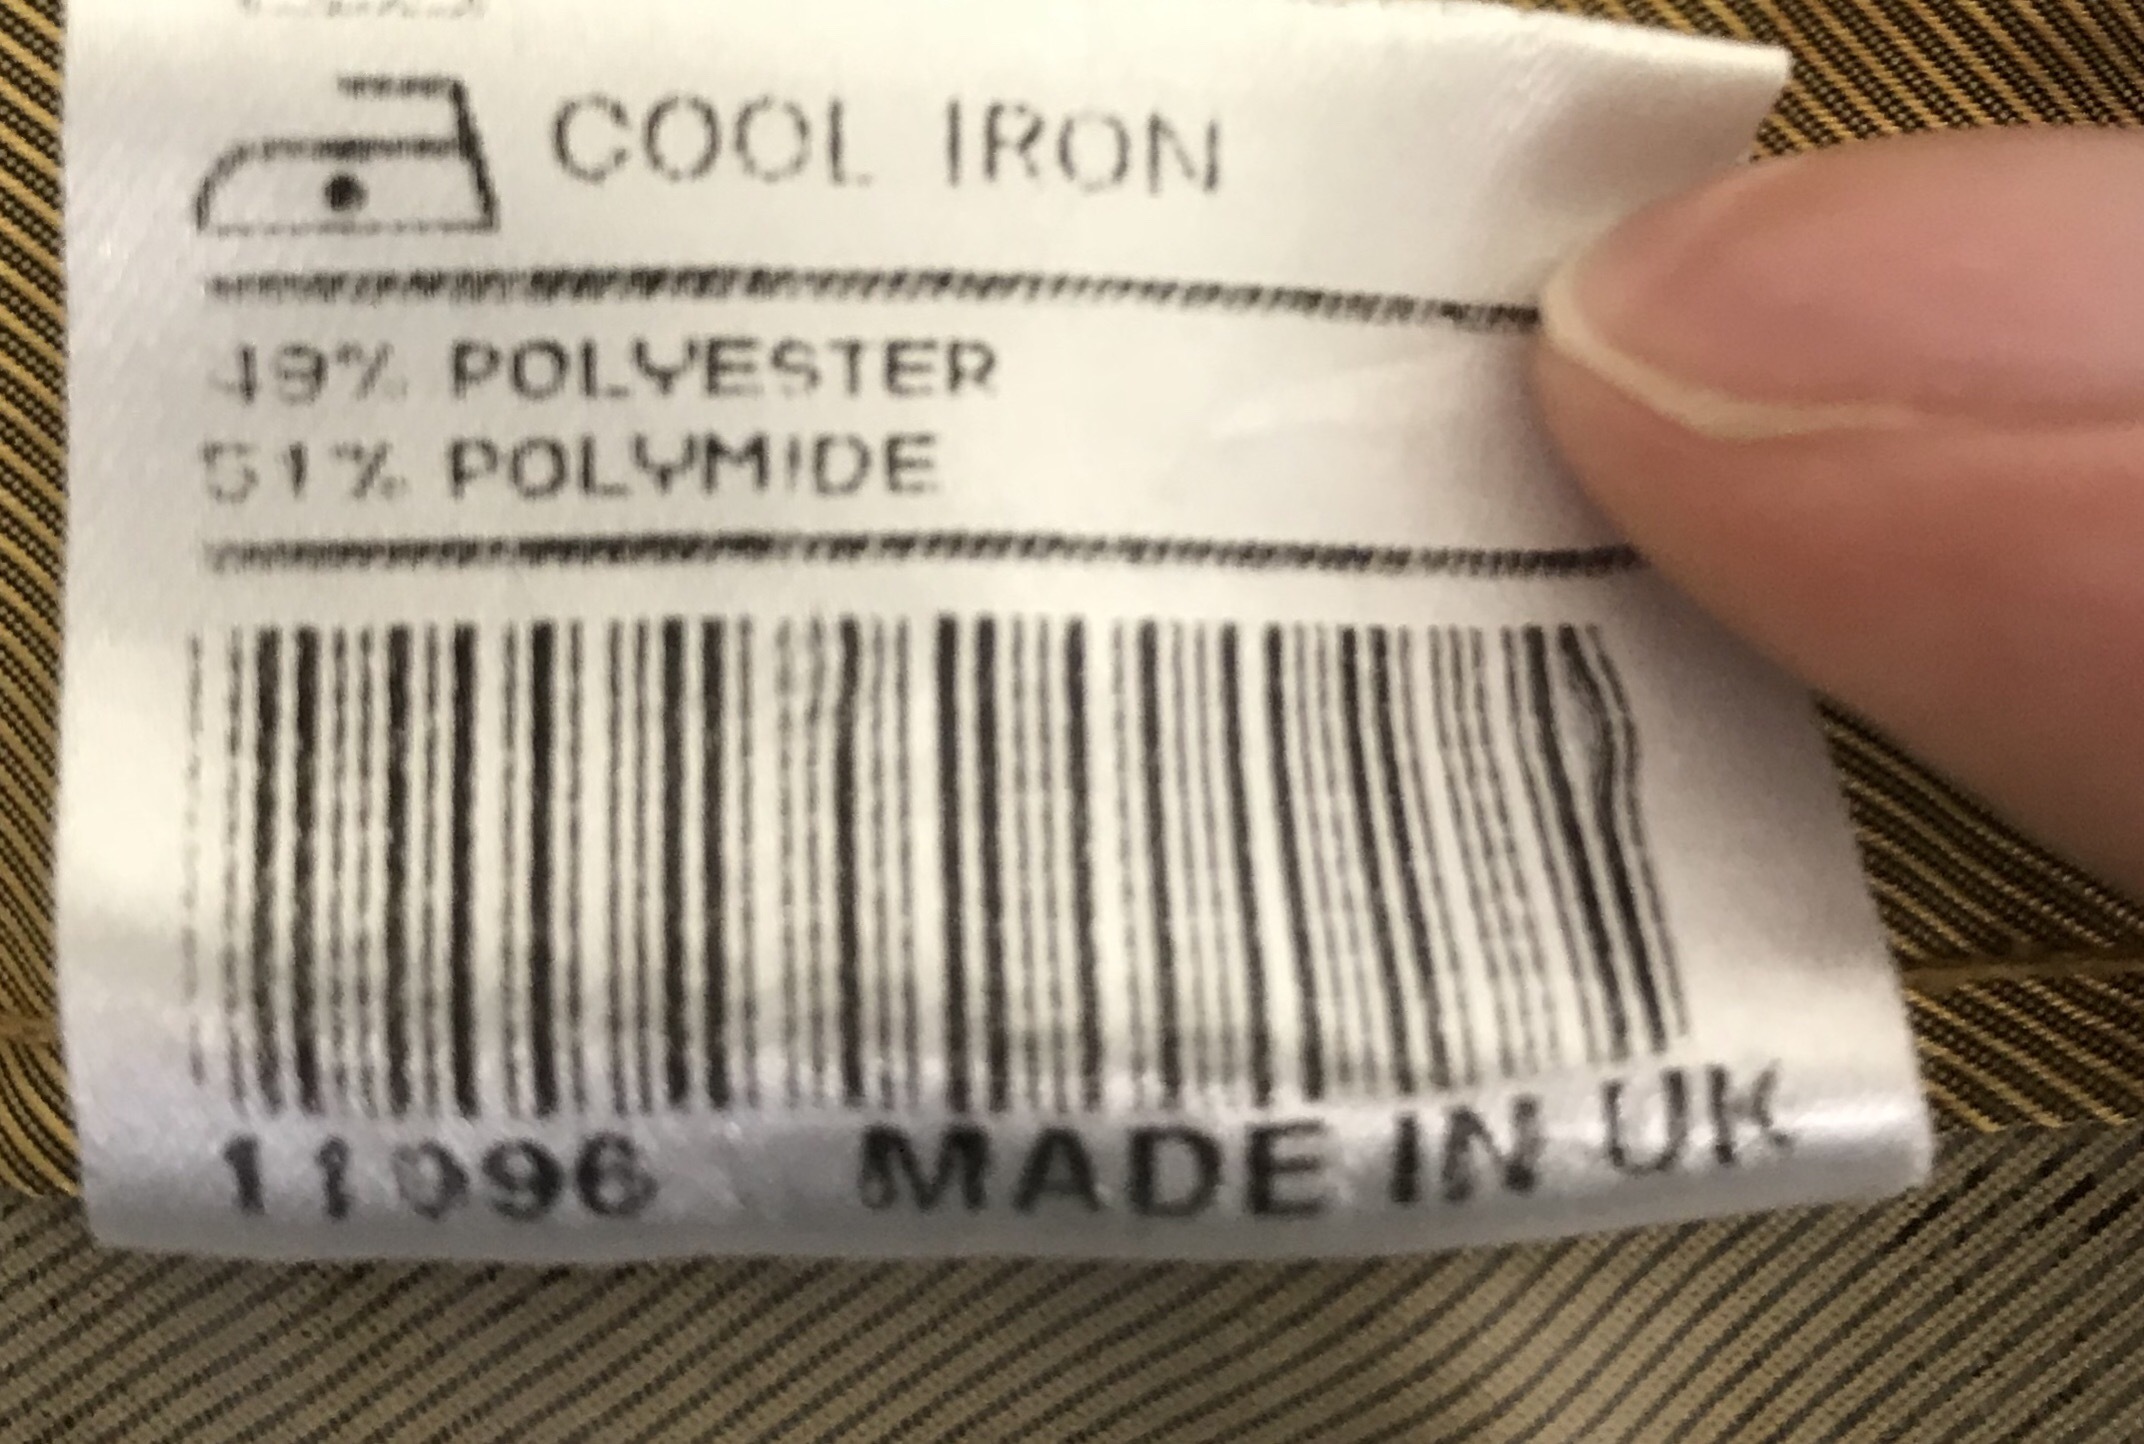 COOL IRON
49% POLYESTER
51% POLYMIDE
11096 MADE IN UK